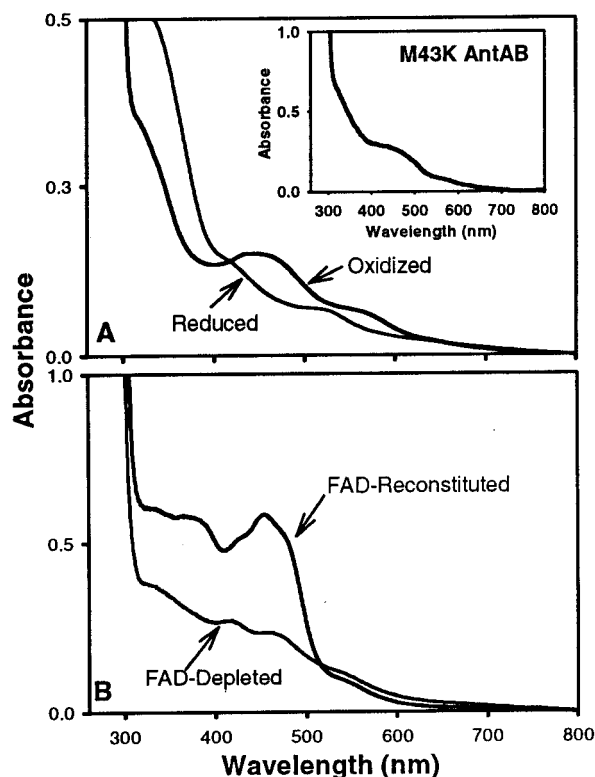 0.5
0.3
0.0
A
Oxidized
Reduced
M43K AntAB
1.0
0.5
0.0
Absorbance
300 400 500 600 700 800
Wavelength (nm)
Absorbance
1.0
0.5
0.0
B
FAD-Reconstituted
FAD-Depleted
300 400 500 600 700 800
Wavelength (nm)